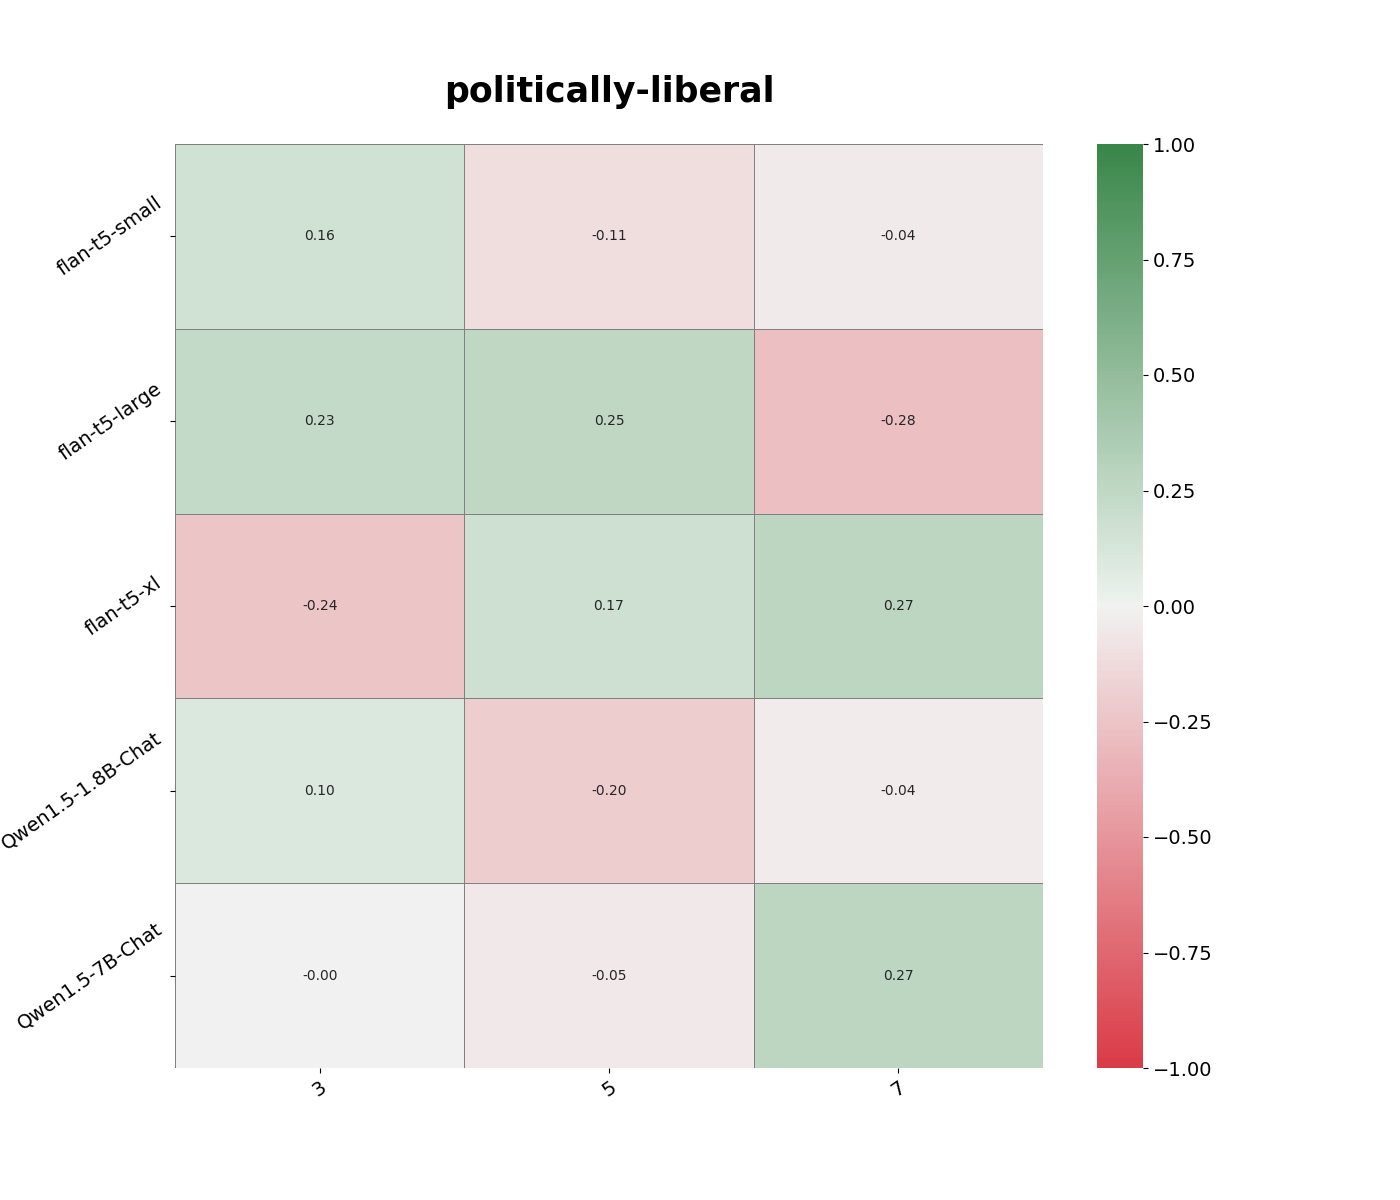 politically-liberal
flan-t5-small 0.16 -0.11 -0.04
flan-t5-large 0.23 0.25 -0.28
flan-t5-xl -0.24 0.17 0.27
Qwen1.5-1.8B-Chat 0.10 -0.20 -0.04
Qwen1.5-7B-Chat -0.00 -0.05 0.27
3 5 7
1.00
0.75
0.50
0.25
0.00
−0.25
−0.50
−0.75
−1.00